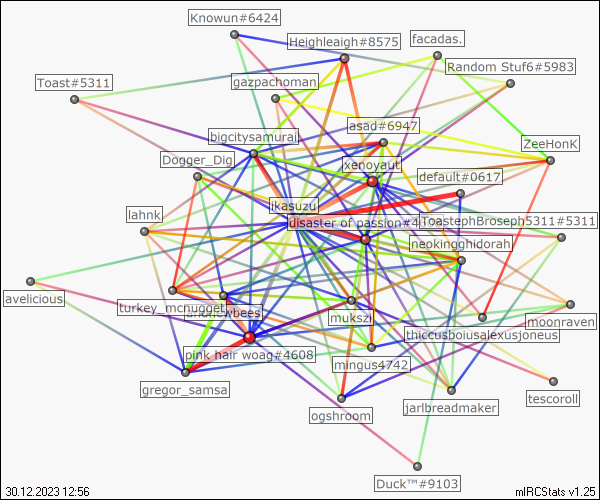 Knowun#6424
facadas.
Heighleaigh#8575
Random Stuf6#5983
Toast#5311
gazpachoman
asad#6947
bigcitysamurai
ZeeHonK
Dogger_Dig
xenoyaut
default#0617
ikasuzu
lahnk
disaster of passion#4
ToastephBroseph5311#5311
neokingghidorah
avelicious
turkey_mcnugget
wbees
mukszi
moonraven
thiccusboiusalexusjoneus
pink hair woag#4608
mingus4742
gregor_samsa
tescoroll
ogshroom
jarlbreadmaker
Duck™#9103
30.12.2023 12:56
mIRCStats v1.25